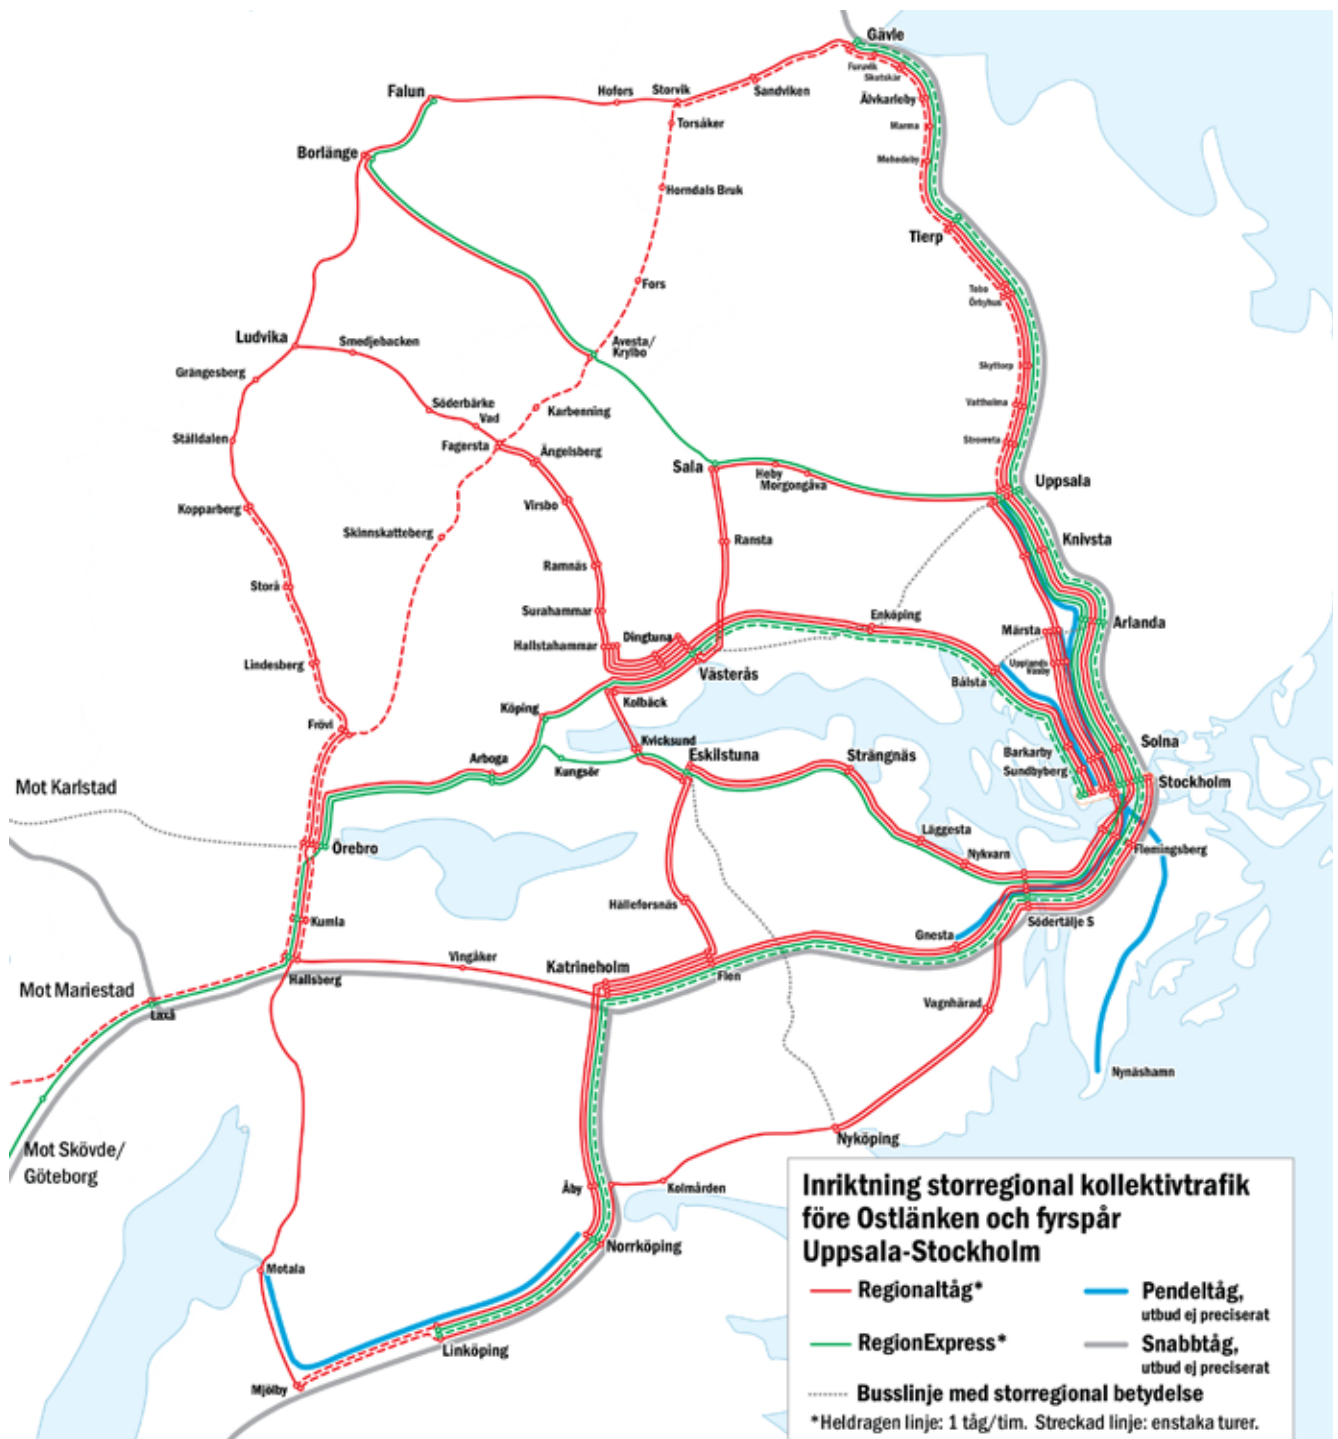 Gävle
Furuvik
Skutskär
Falun
Hofors
Storvik
Sandviken
Älvkarleby
Torsåker
Marma
Borlänge
Mehedeby
Horndals Bruk
Tierp
Fors
Tobo
Örbyhus
Ludvika
Smedjebacken
Avesta/
Krylbo
Grängesberg
Skyttorp
Söderbärke
Karbenning
Vattholma
Vad
Ställdalen
Fagersta
Ängelsberg
Storvreta
Sala
Heby
Morgongåva
Uppsala
Kopparberg
Virsbo
Skinnskatteberg
Ransta
Knivsta
Ramnäs
Storå
Surahammar
Enköping
Arlanda
Dingtuna
Märsta
Hallstahammar
Lindesberg
Västerås
Upplands
Väsby
Bålsta
Kolbäck
Köping
Frövi
Kvicksund
Solna
Eskilstuna
Strängnäs
Barkarby
Arboga
Kungsör
Sundbyberg
Stockholm
Mot Karlstad
Läggesta
Örebro
Nykvarn
Flemingsberg
Hälleforsnäs
Kumla
Södertälje S
Gnesta
Vingåker
Katrineholm
Hallsberg
Flen
Mot Mariestad
Vagnhärad
Laxå
Nynäshamn
Nyköping
Mot Skövde/
Göteborg
Åby
Kolmården
Norrköping
Motala
Linköping
Mjölby
Inriktning storregional kollektivtrafik
före Ostlänken och fyrspår
Uppsala-Stockholm
Regionaltåg*
Pendeltåg,
utbud ej preciserat
RegionExpress*
Snabbtåg,
utbud ej preciserat
Busslinje med storregional betydelse
*Heldragen linje: 1 tåg/tim. Streckad linje: enstaka turer.